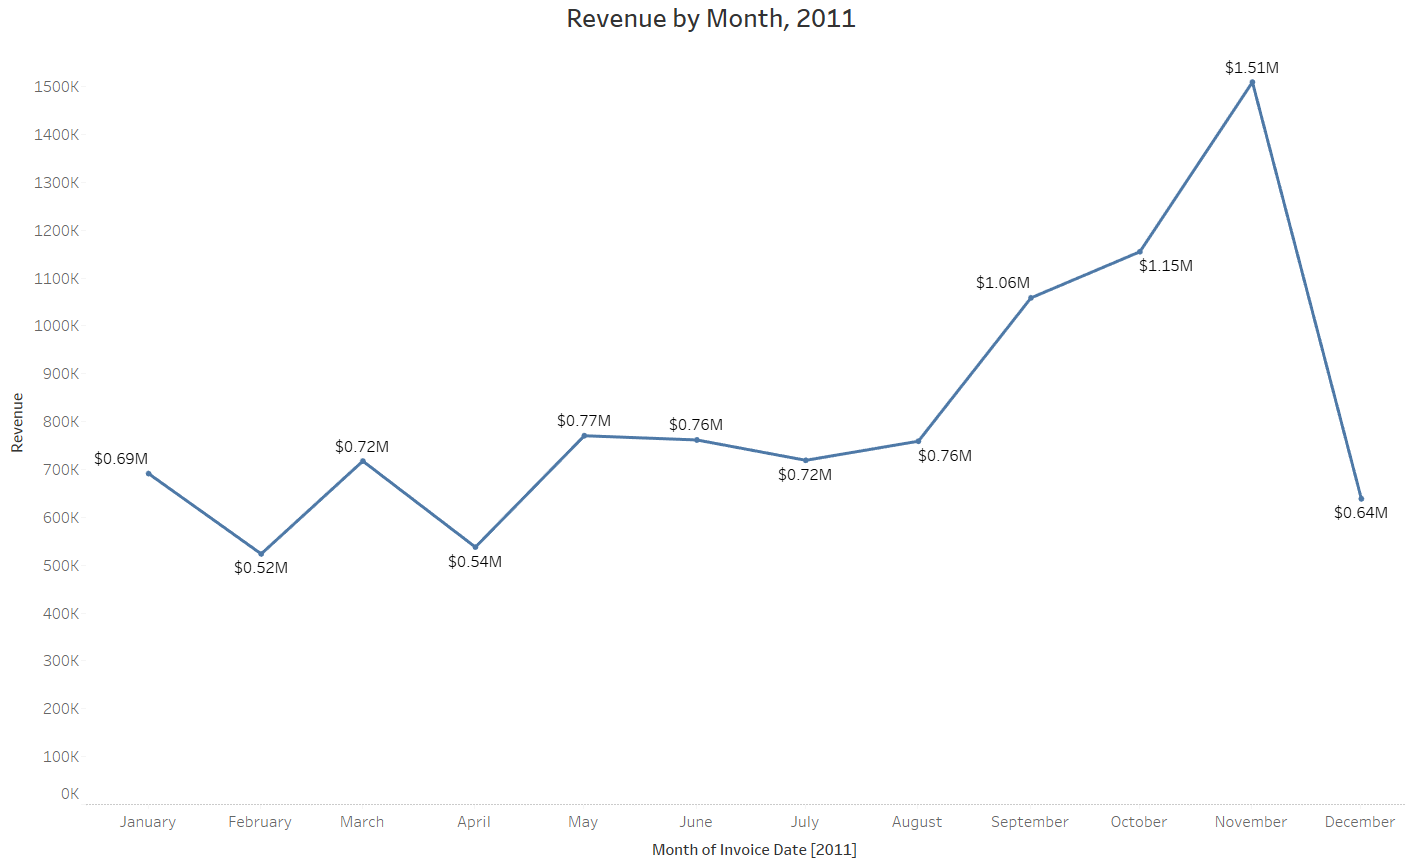 Revenue by Month, 2011
$1.51M
1500K
1400K
1300K
1200K
1100K
1000K
900K
800K
700K
600K
500K
400K
300K
200K
100K
0K
Revenue
$0.69M
$0.52M
$0.72M
$0.54M
$0.77M
$0.76M
$0.72M
$0.76M
$1.06M
$1.15M
$0.64M
January February March April May June July August September October November December
Month of Invoice Date [2011]